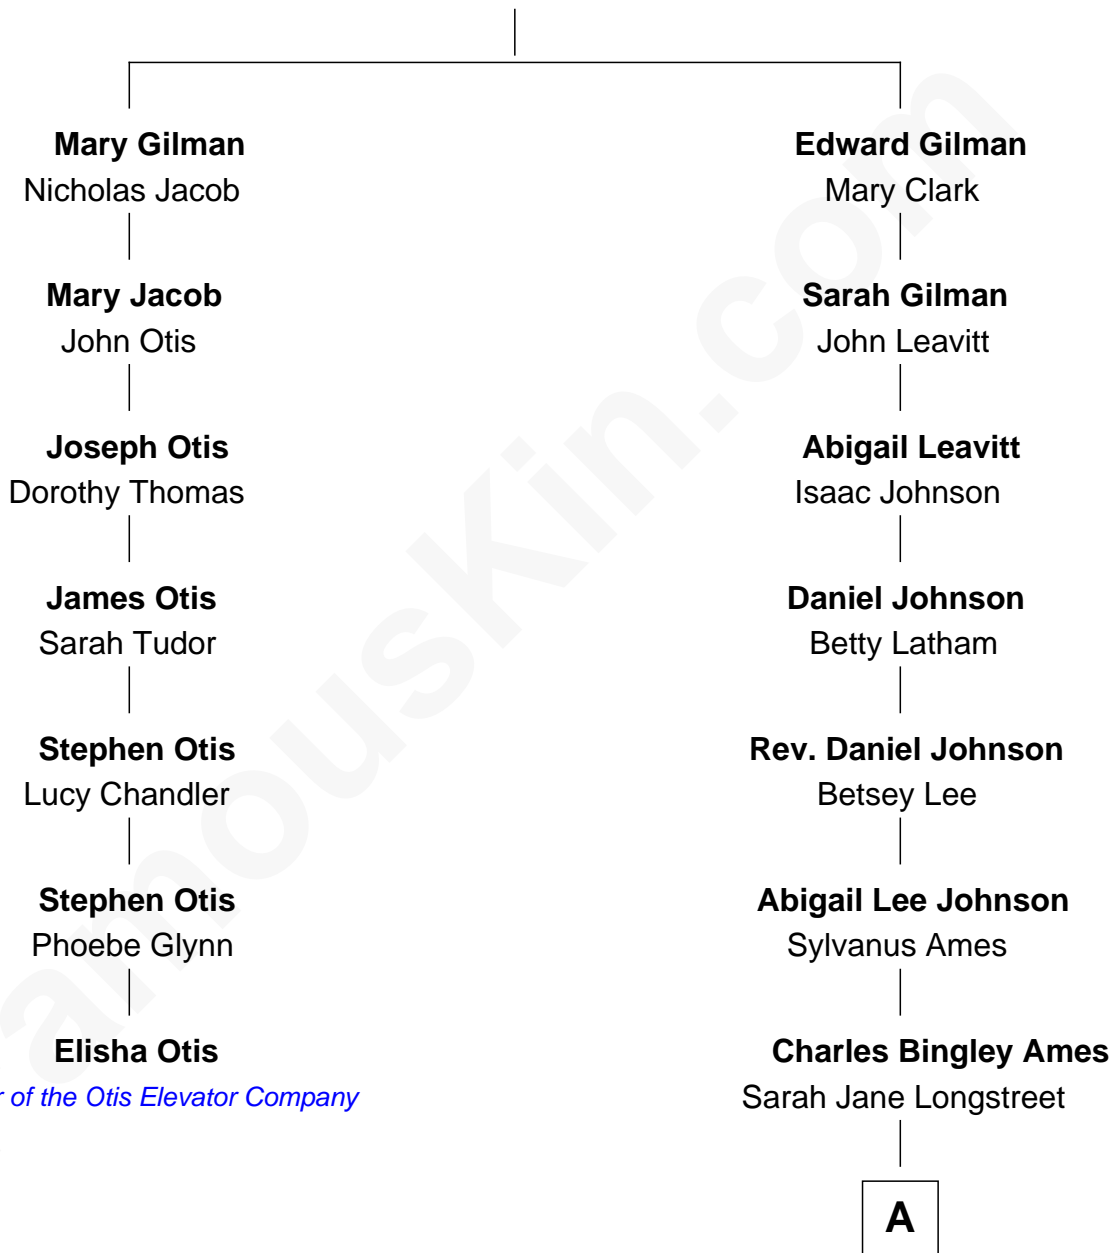 Mary Gilman
Nicholas Jacob
Mary Jacob
John Otis
Joseph Otis
Dorothy Thomas
James Otis
Sarah Tudor
Stephen Otis
Lucy Chandler
Stephen Otis
Phoebe Glynn
Elisha Otis
r of the Otis Elevator Company
Edward Gilman
Mary Clark
Sarah Gilman
John Leavitt
Abigail Leavitt
Isaac Johnson
Daniel Johnson
Betty Latham
Rev. Daniel Johnson
Betsey Lee
Abigail Lee Johnson
Sylvanus Ames
Charles Bingley Ames
Sarah Jane Longstreet
A
amousKin.com